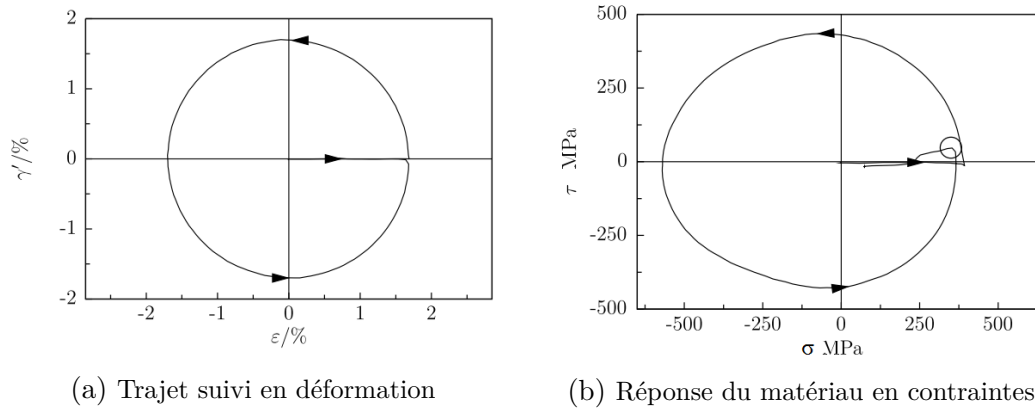 2
1
0
-1
-2
γ'/%
-2 -1 0 1 2
ε/%
(a) Trajet suivi en déformation
500
250
0
-250
-500
τ MPa
-500 -250 0 250 500
σ MPa
(b) Réponse du matériau en contraintes